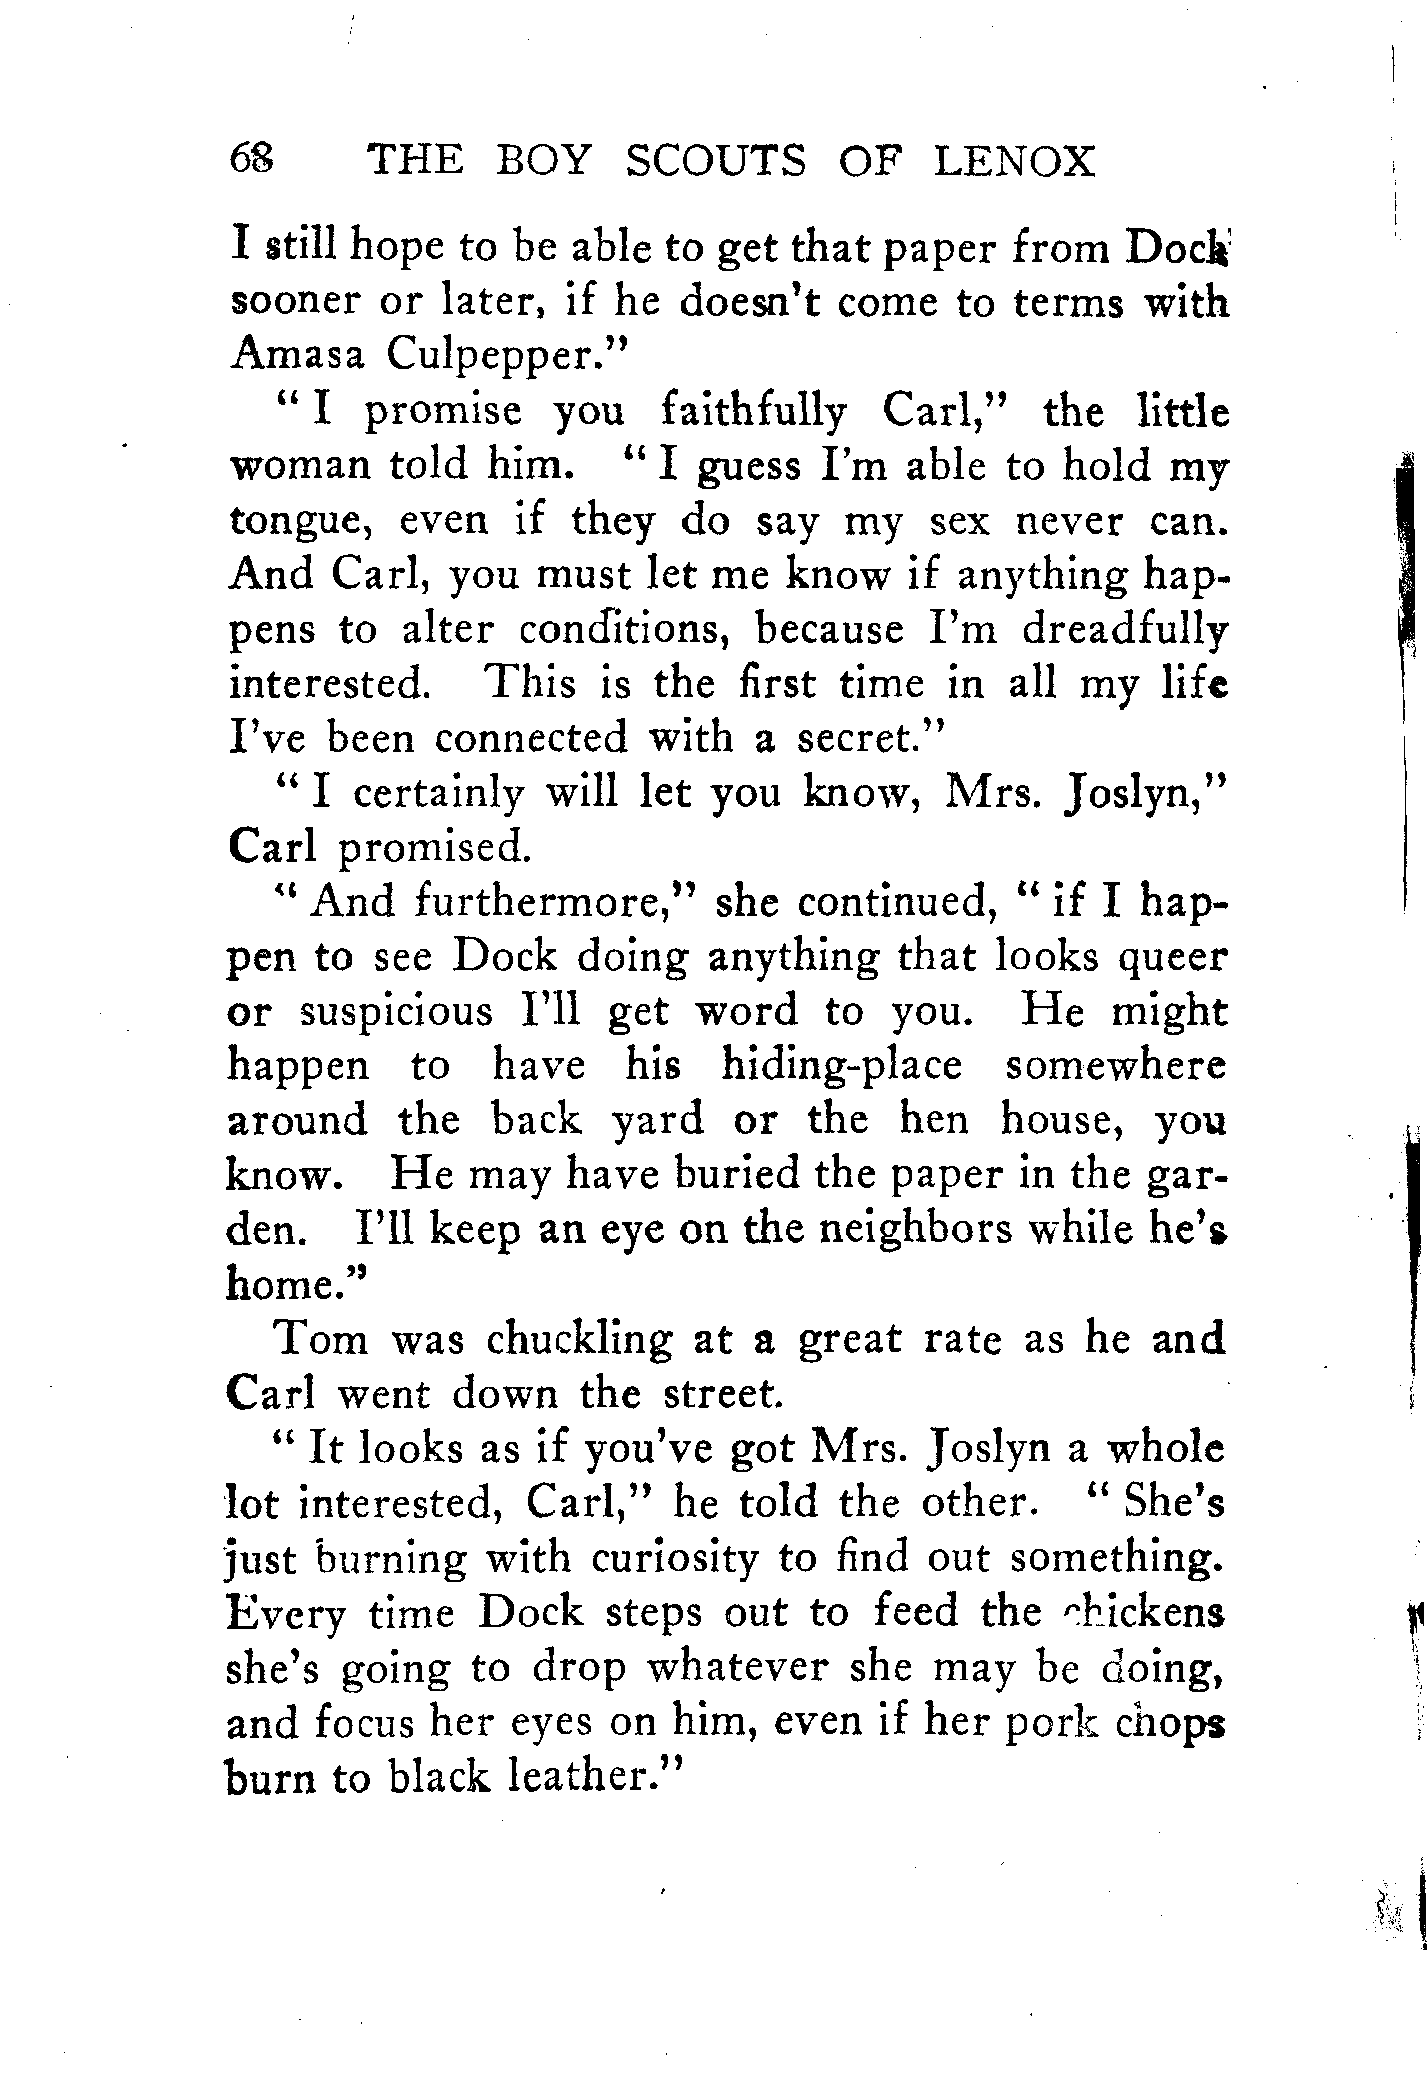 68 THE BOY SCOUTS OF LENOX
I still hope to be able to get that paper from Dock
sooner or later, if he doesn't come to terms with
Amasa Culpepper."
" I promise you faithfully Carl," the little
woman told him. " I guess I'm able to hold my
tongue, even if they do say my sex never can.
And Carl, you must let me know if anything hap-
pens to alter conditions, because I'm dreadfully
interested. This is the first time in all my life
I've been connected with a secret."
" I certainly will let you know, Mrs. Joslyn,"
Carl promised.
" And furthermore," she continued, " if I hap-
pen to see Dock doing anything that looks queer
or suspicious I'll get word to you. He might
happen to have his hiding-place somewhere
around the back yard or the hen house, you
know. He may have buried the paper in the gar-
den. I'll keep an eye on the neighbors while he's
home."
Tom was chuckling at a great rate as he and
Carl went down the street.
" It looks as if you've got Mrs. Joslyn a whole
lot interested, Carl," he told the other. " She's
just burning with curiosity to find out something.
Every time Dock steps out to feed the chickens
she's going to drop whatever she may be doing,
and focus her eyes on him, even if her pork chops
burn to black leather."